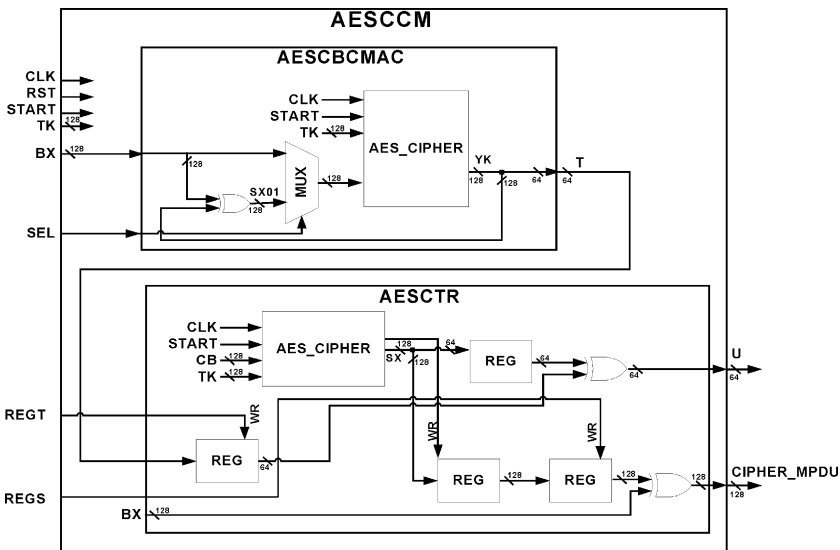 AESCCM
AESCBCMAC
CLK
RST
START
TK 128
BX 128
SEL
128
SX01
128
MUX
128
CLK
START
TK 128
AES_CIPHER
YK
128
128
64
64
T
AESCTR
CLK
START
CB 128
TK 128
AES_CIPHER
SX 128
128
64
REG
64
64
U
64
REGT
WR
REG
64
WR
REG
128
WR
REG
128
128
CIPHER_MPDU
128
REGS
BX 128